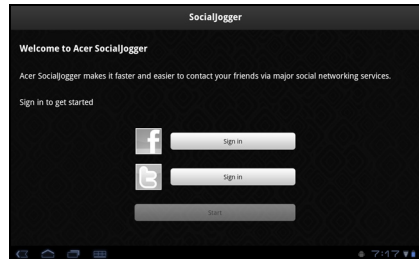 SocialJogger
Welcome to Acer SocialJogger
Acer SocialJogger makes it faster and easier to contact your friends via major social networking services.
Sign in to get started
f Sign in
t Sign in
Start
7:17